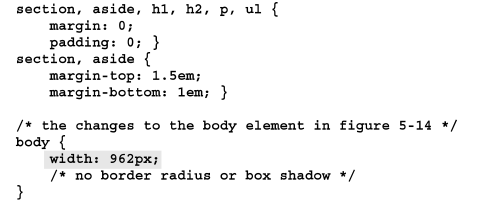 section, aside, h1, h2, p, ul {
    margin: 0;
    padding: 0; }
section, aside {
    margin-top: 1.5em;
    margin-bottom: 1em; }

/* the changes to the body element in figure 5-14 */
body {
    width: 962px;
    /* no border radius or box shadow */
}